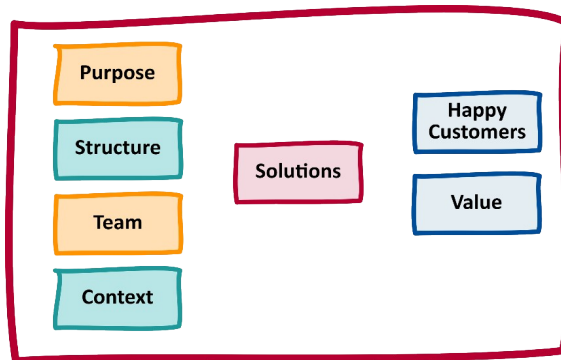 Purpose
Structure
Team
Context
Solutions
Happy
Customers
Value